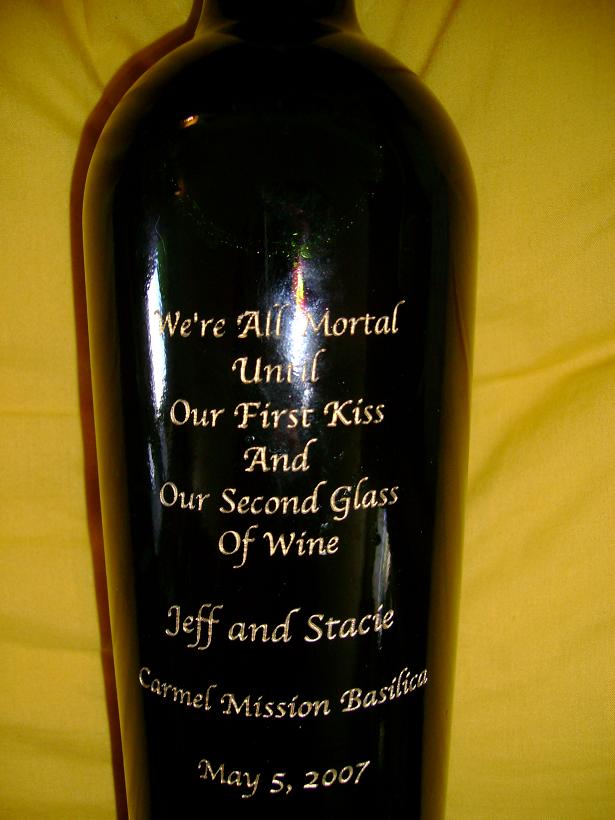 We're All Mortal
Until
Our First Kiss
And
Our Second Glass
Of Wine
Jeff and Stacie
Carmel Mission Basilica
May 5, 2007